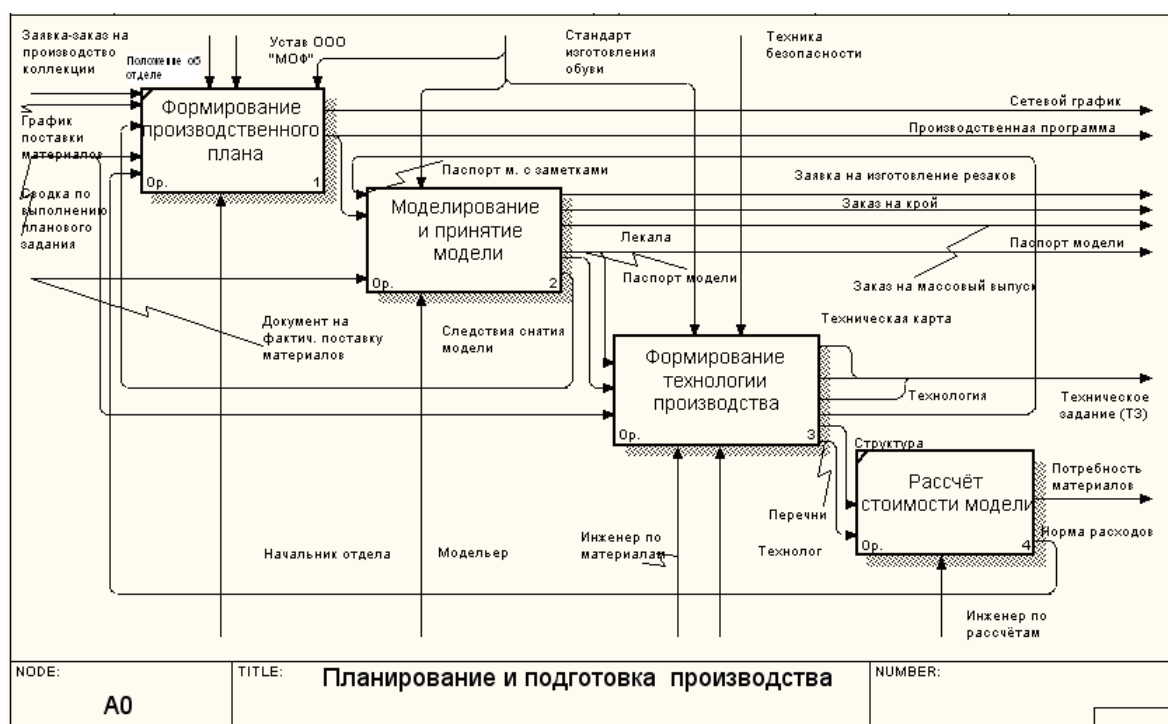 Заявка-заказ на
производство
коллекции
Положение об
отделе
Устав ООО
"МОФ"
Стандарт
изготовления
обуви
Техника
безопасности
График
поставки
материалов
Сводка по
выполнению
планового
задания
Формирование
производственного
плана
0р.
1
Сетевой график
Производственная программа
Паспорт м. с заметками
Заявка на изготовление резаков
Заказ на крой
Моделирование
и принятие
модели
0р.
2
Лекала
Паспорт модели
Паспорт модели
Заказ на массовый выпуск
Документ на
фактич. поставку
материалов
Следствия снятия
модели
Техническая карта
Формирование
технологии
производства
0р.
3
Технология
Техническое
задание (ТЗ)
Структура
Рассчёт
стоимости модели
0р.
4
Потребность
материалов
Перечни
Норма расходов
Начальник отдела
Модельер
Инженер по
материалам
Технолог
Инженер по
рассчётам
NODE:
A0
TITLE:
Планирование и подготовка производства
NUMBER: